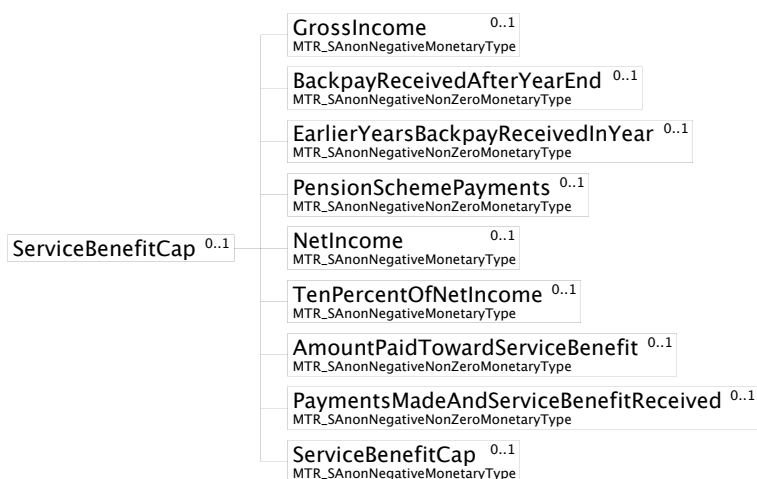 GrossIncome 0..1
MTR_SAnonNegativeMonetaryType
BackpayReceivedAfterYearEnd 0..1
MTR_SAnonNegativeNonZeroMonetaryType
EarlierYearsBackpayReceivedInYear 0..1
MTR_SAnonNegativeNonZeroMonetaryType
PensionSchemePayments 0..1
MTR_SAnonNegativeNonZeroMonetaryType
ServiceBenefitCap 0..1
NetIncome 0..1
MTR_SAnonNegativeMonetaryType
TenPercentOfNetIncome 0..1
MTR_SAnonNegativeMonetaryType
AmountPaidTowardServiceBenefit 0..1
MTR_SAnonNegativeNonZeroMonetaryType
PaymentsMadeAndServiceBenefitReceived 0..1
MTR_SAnonNegativeNonZeroMonetaryType
ServiceBenefitCap 0..1
MTR_SAnonNegativeMonetaryType